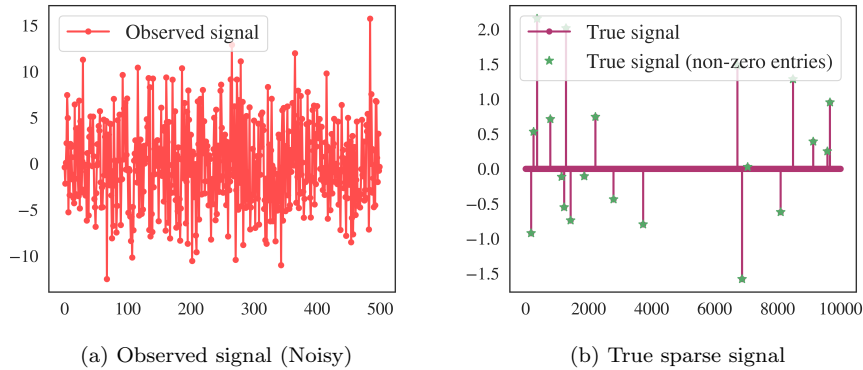 Observed signal
15
10
5
0
−5
−10
0 100 200 300 400 500
(a) Observed signal (Noisy)
True signal
True signal (non-zero entries)
2.0
1.5
1.0
0.5
0.0
−0.5
−1.0
−1.5
0 2000 4000 6000 8000 10000
(b) True sparse signal